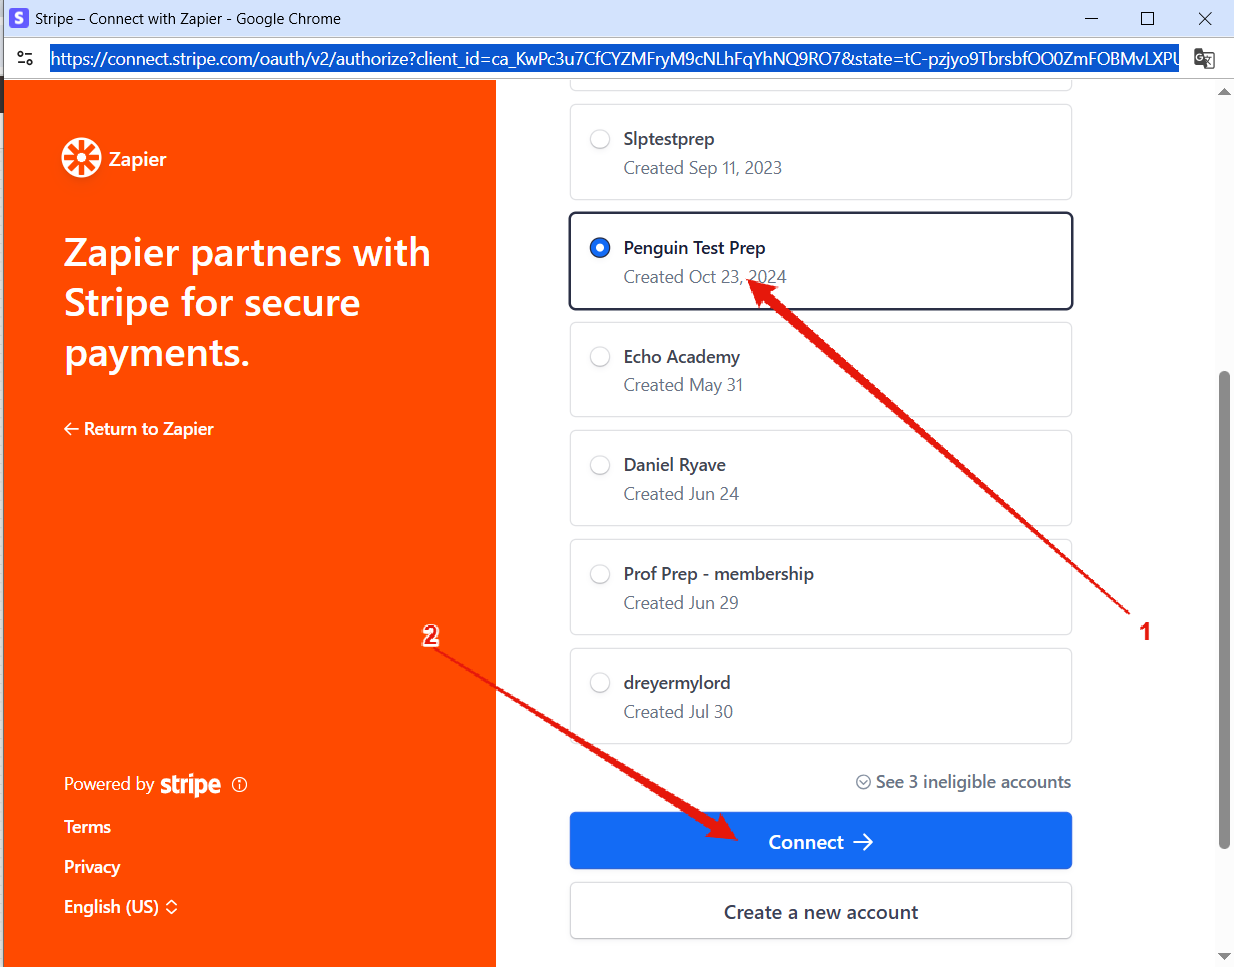 Stripe – Connect with Zapier - Google Chrome
https://connect.stripe.com/oauth/v2/authorize?client_id=ca_KwPc3u7CfCYZMFryM9cNLhFqYhNQ9RO7&state=tC-pzjyo9TbrsbfOO0ZmFOBMvLXPU
Zapier
Zapier partners with
Stripe for secure
payments.
← Return to Zapier
Powered by stripe
Terms
Privacy
English (US)
Slptestprep
Created Sep 11, 2023
Penguin Test Prep
Created Oct 23, 2024
Echo Academy
Created May 31
Daniel Ryave
Created Jun 24
Prof Prep - membership
Created Jun 29
dreyermylord
Created Jul 30
See 3 ineligible accounts
Connect →
Create a new account
1
2